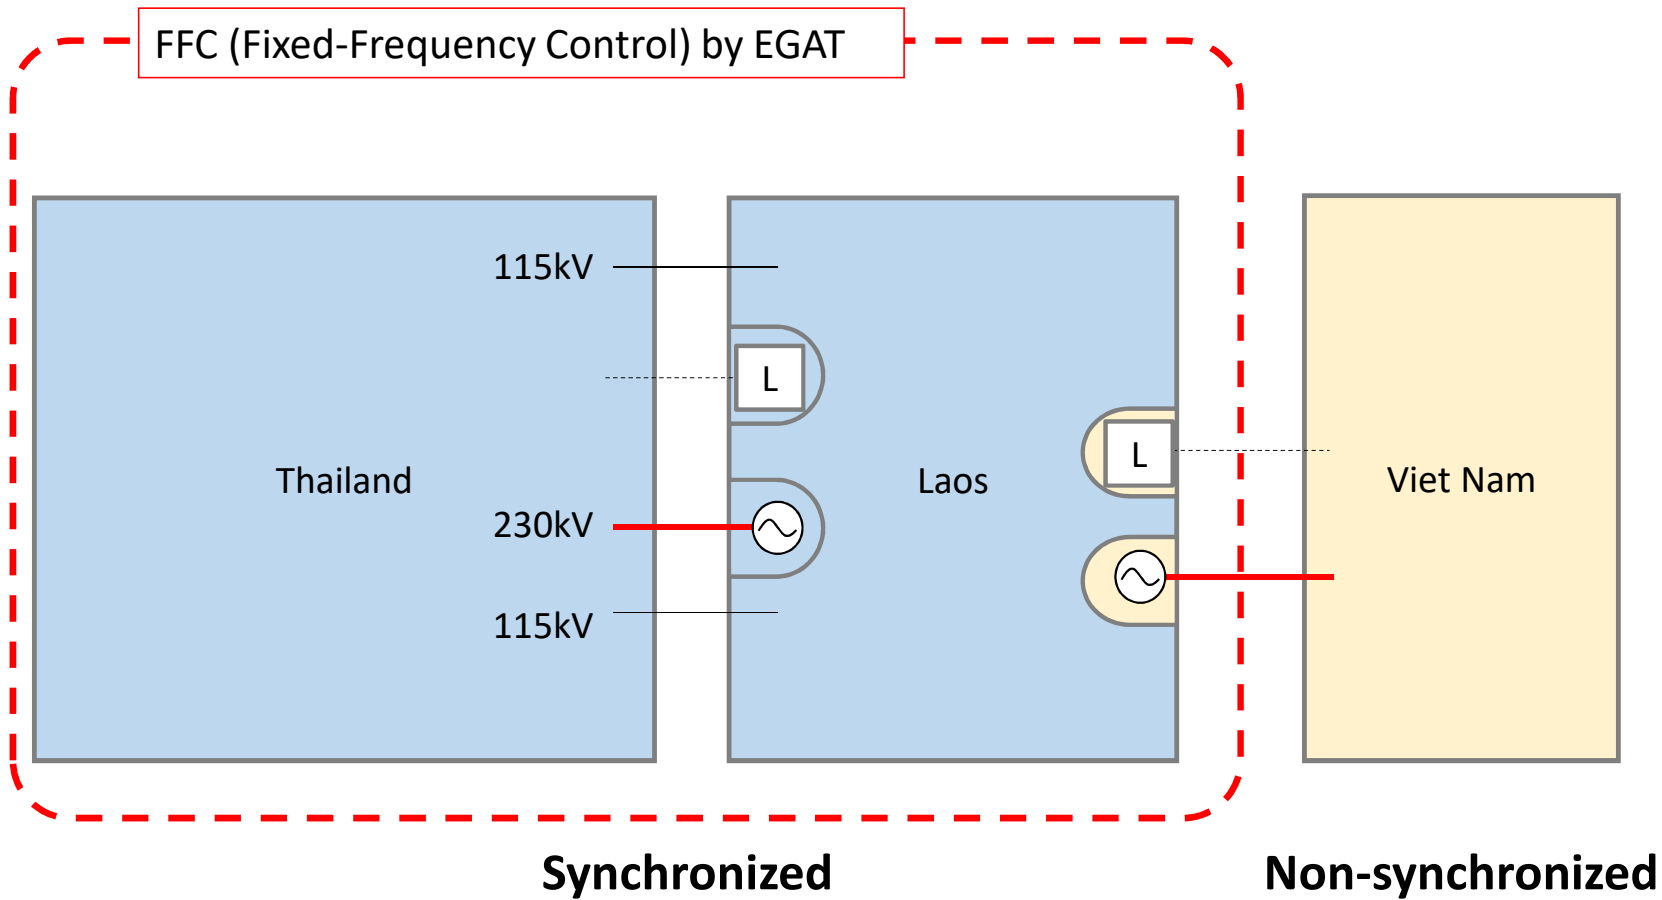 FFC (Fixed-Frequency Control) by EGAT
115kV
L
L
Thailand
Laos
Viet Nam
230kV
115kV
Synchronized
Non-synchronized